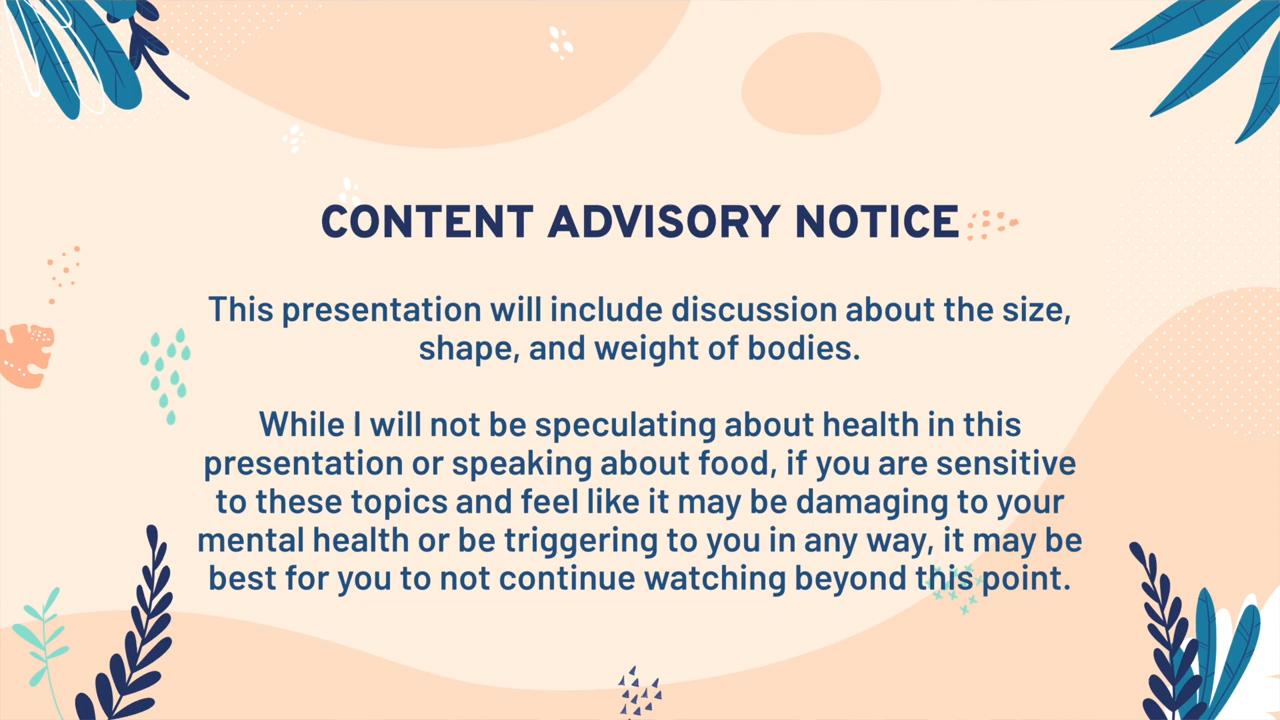 CONTENT ADVISORY NOTICE
This presentation will include discussion about the size,
shape, and weight of bodies.
While I will not be speculating about health in this
presentation or speaking about food, if you are sensitive
to these topics and feel like it may be damaging to your
mental health or be triggering to you in any way, it may be
best for you to not continue watching beyond this point.